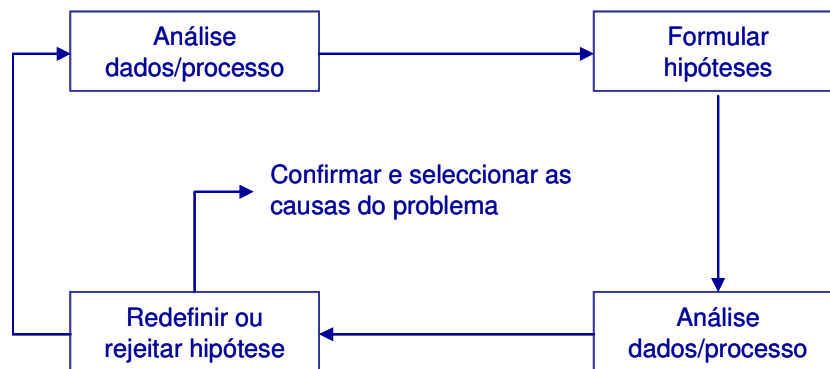 Análise
dados/processo
Formular
hipóteses
Confirmar e seleccionar as
causas do problema
Redefinir ou
rejeitar hipótese
Análise
dados/processo